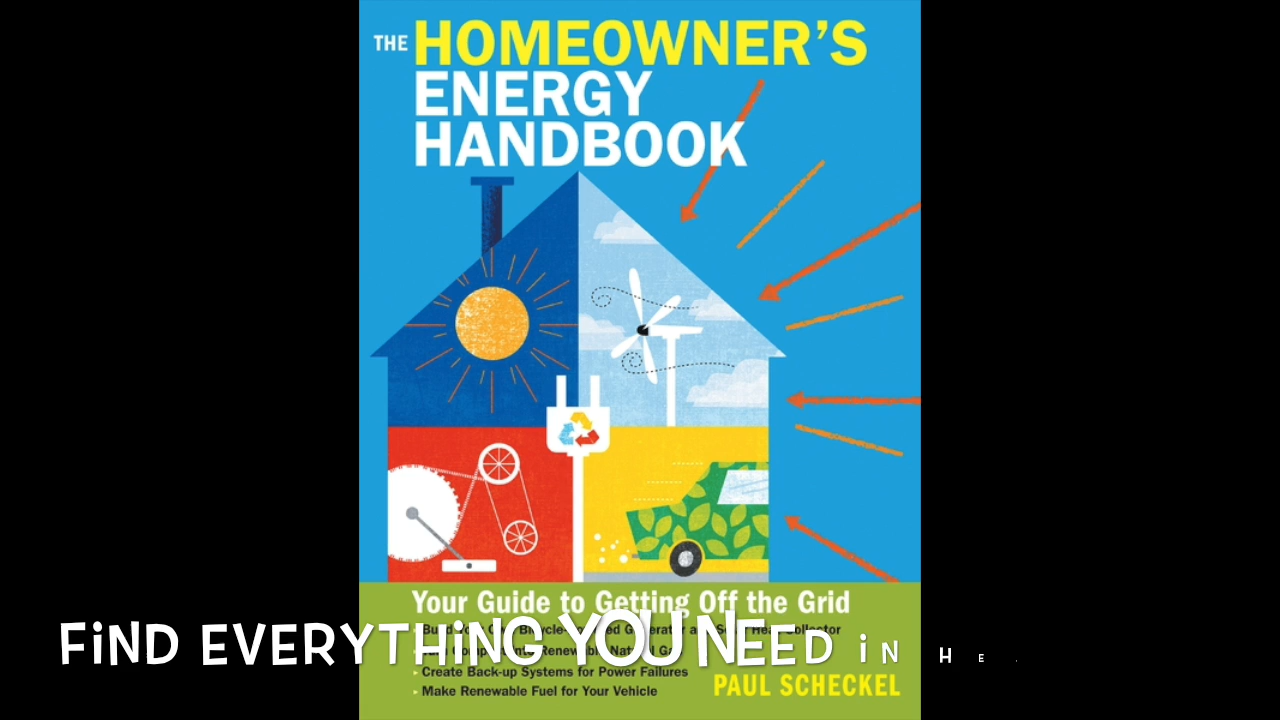 THE HOMEOWNER'S
ENERGY
HANDBOOK
Your Guide to Getting Off the Grid
FiND EVERYTHiNG YOU NEED iN HE
Create Back-up Systems for Power Failures
Make Renewable Fuel for Your Vehicle
PAUL SCHECKEL